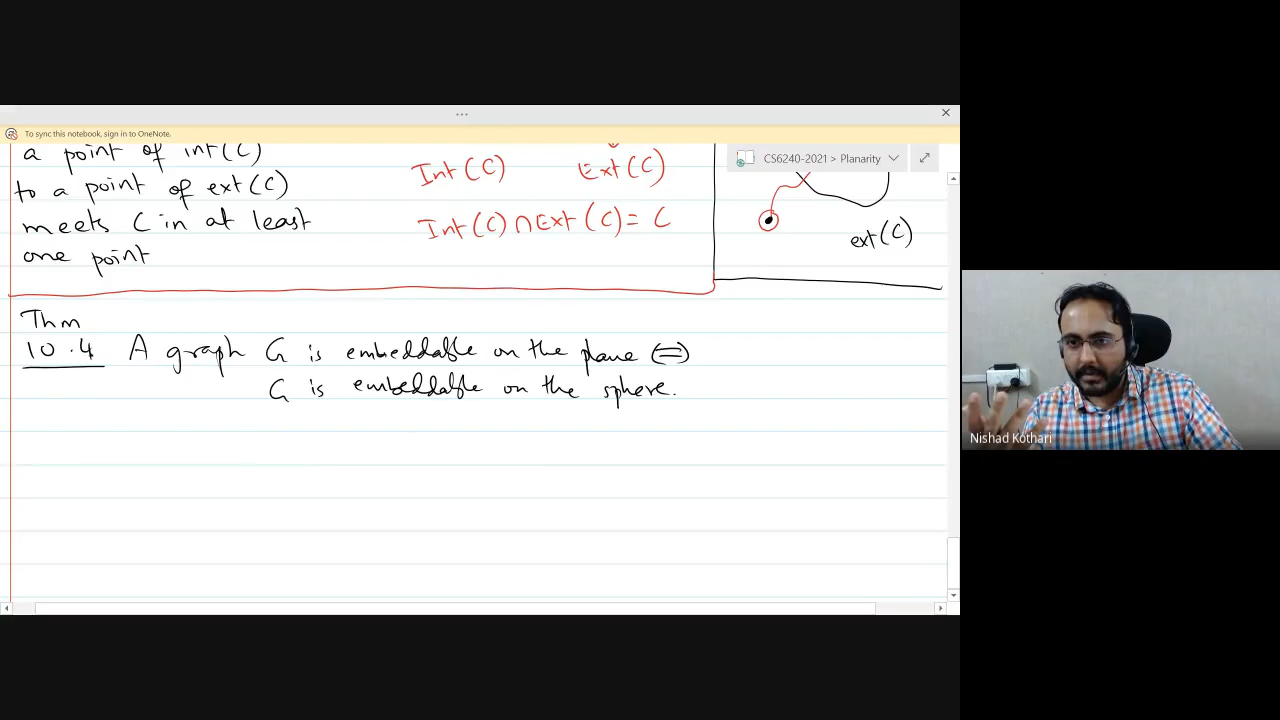 To sync this notebook, sign in to OneNote.
CS6240-2021 > Planarity
a point of int(C)
to a point of ext(C)
meets C in at least
one point
Int(C) Ext(C)
Int(C) ∩ Ext(C) = C
ext(C)
Thm
10.4 A graph G is embeddable on the plane ⇔
G is embeddable on the sphere.
Nishad Kothari